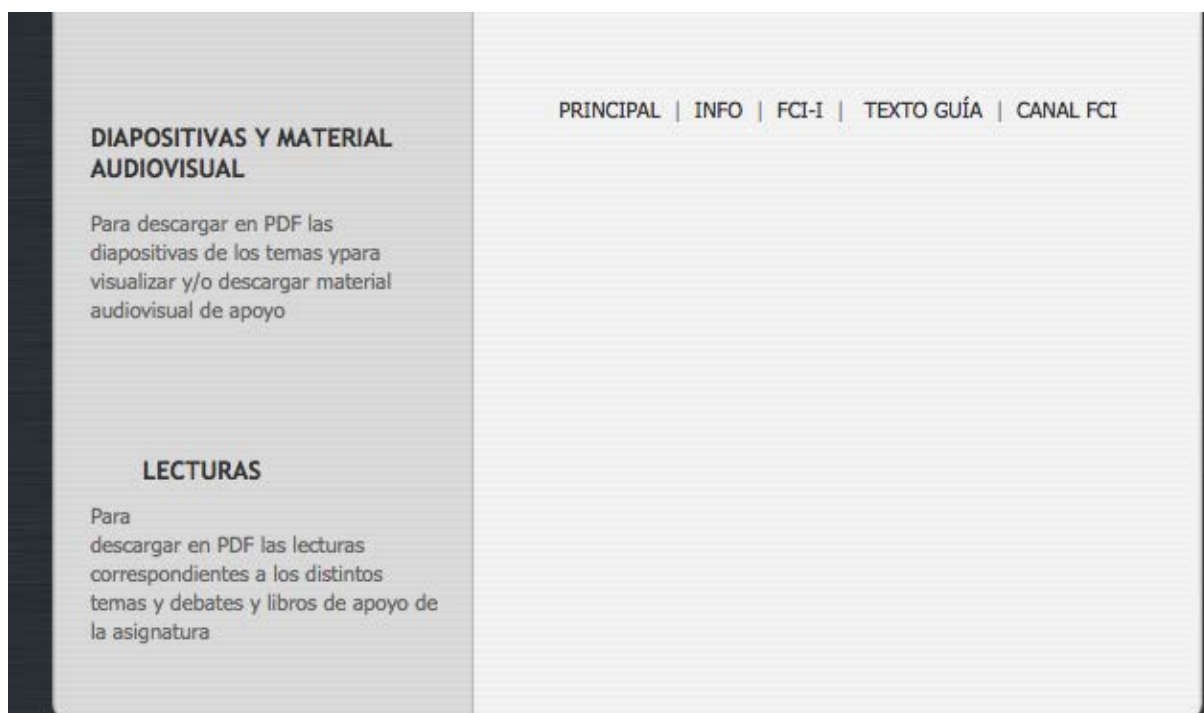 PRINCIPAL | INFO | FCI-I | TEXTO GUÍA | CANAL FCI
DIAPOSITIVAS Y MATERIAL
AUDIOVISUAL
Para descargar en PDF las
diapositivas de los temas ypara
visualizar y/o descargar material
audiovisual de apoyo
LECTURAS
Para
descargar en PDF las lecturas
correspondientes a los distintos
temas y debates y libros de apoyo de
la asignatura